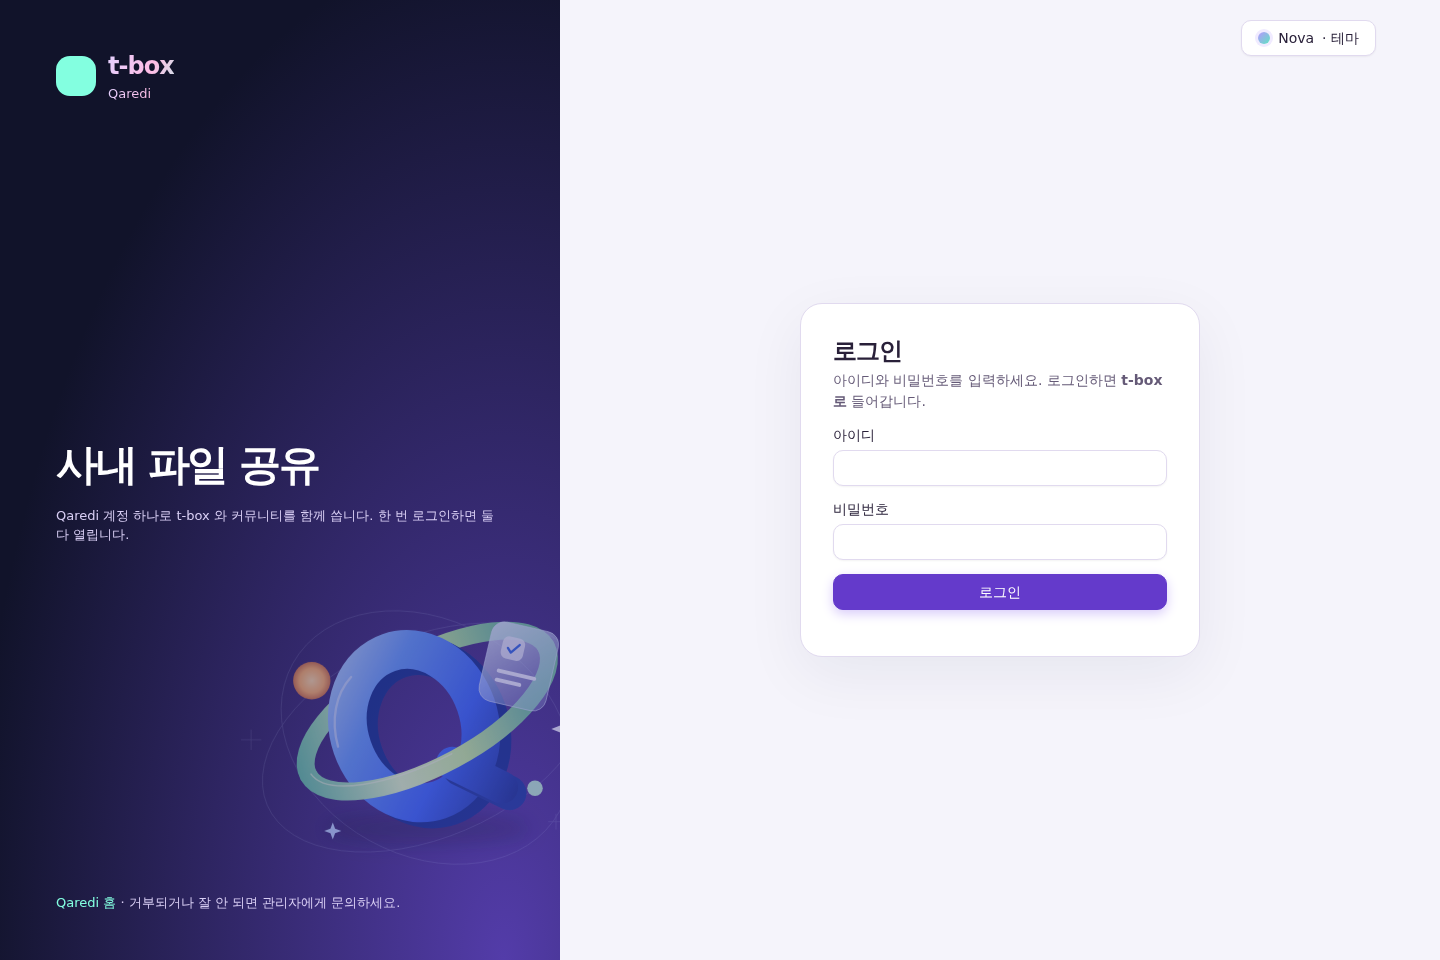 t-box
Qaredi
사내 파일 공유
Qaredi 계정 하나로 t-box 와 커뮤니티를 함께 씁니다. 한 번 로그인하면 둘
다 열립니다.
Qaredi 홈 · 거부되거나 잘 안 되면 관리자에게 문의하세요.
Nova · 테마
로그인
아이디와 비밀번호를 입력하세요. 로그인하면 t-box
로 들어갑니다.
아이디
비밀번호
로그인